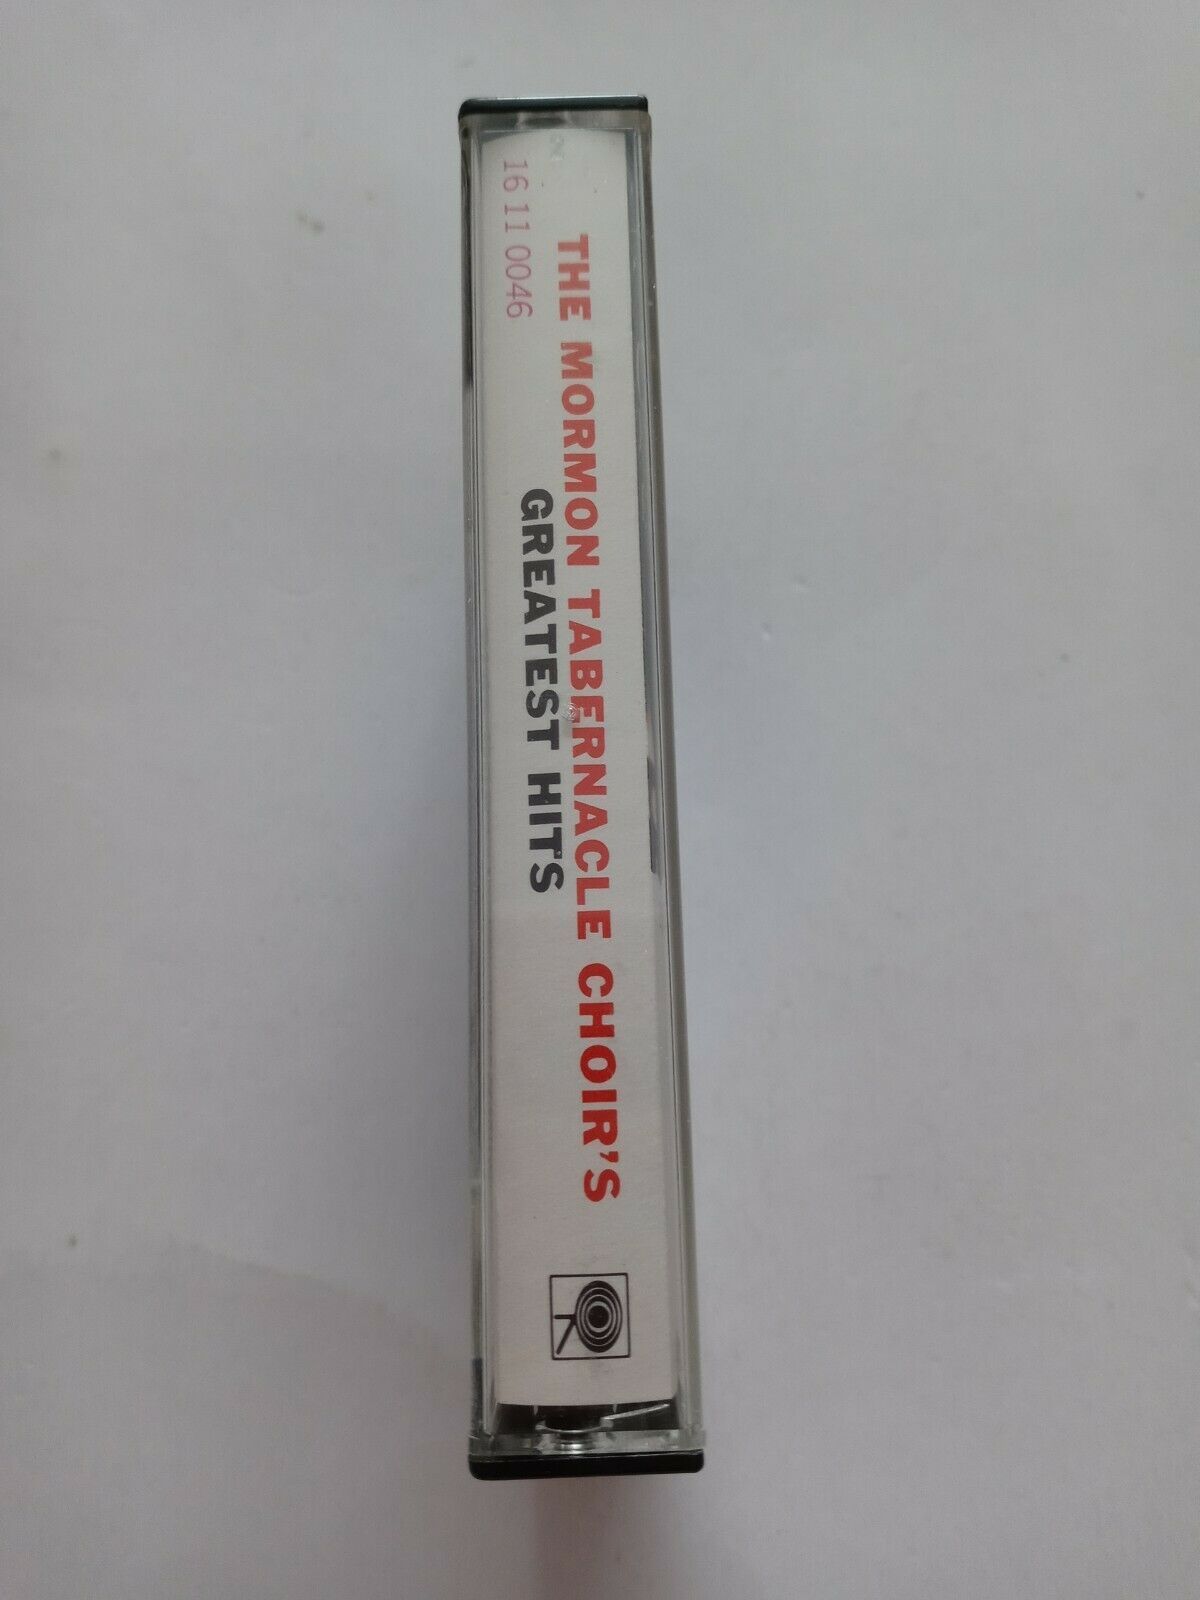 16 11 0046
THE MORMON TABERNACLE CHOIR'S
GREATEST HITS